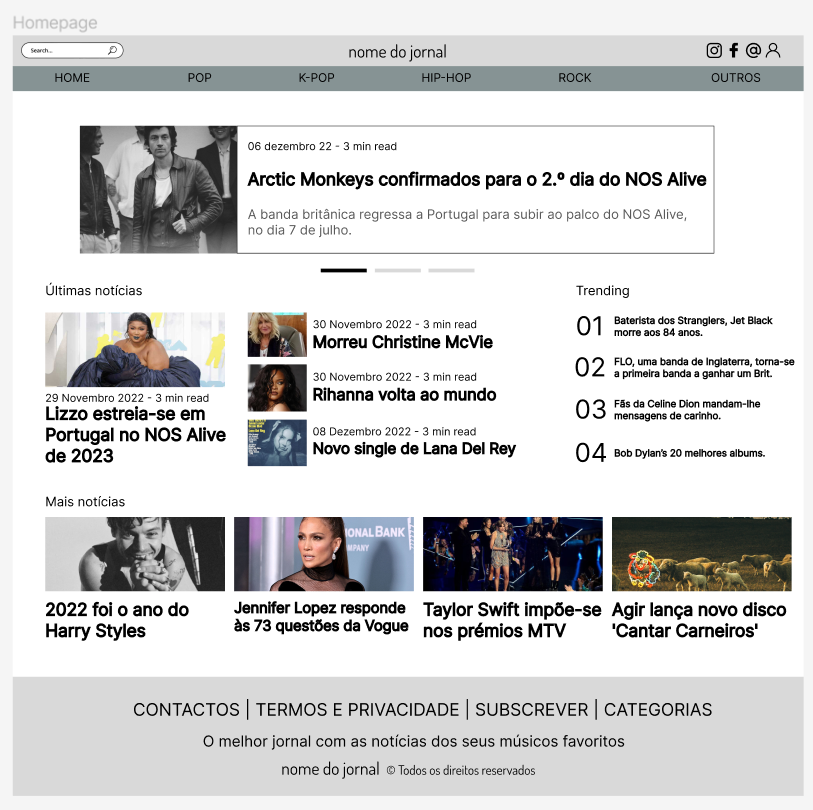 Homepage
Search...
nome do jornal
HOME
POP
K-POP
HIP-HOP
ROCK
OUTROS
06 dezembro 22 - 3 min read
Arctic Monkeys confirmados para o 2.º dia do NOS Alive
A banda britânica regressa a Portugal para subir ao palco do NOS Alive,
no dia 7 de julho.
Últimas notícias
29 Novembro 2022 - 3 min read
Lizzo estreia-se em
Portugal no NOS Alive
de 2023
30 Novembro 2022 - 3 min read
Morreu Christine McVie
30 Novembro 2022 - 3 min read
Rihanna volta ao mundo
08 Dezembro 2022 - 3 min read
Novo single de Lana Del Rey
Trending
01
Baterista dos Stranglers, Jet Black
morre aos 84 anos.
02
FLO, uma banda de Inglaterra, torna-se
a primeira banda a ganhar um Brit.
03
Fãs da Celine Dion mandam-lhe
mensagens de carinho.
04
Bob Dylan's 20 melhores albums.
Mais notícias
2022 foi o ano do
Harry Styles
ONAL BANK
MPANY
Jennifer Lopez responde
às 73 questões da Vogue
Taylor Swift impõe-se
nos prémios MTV
Agir lança novo disco
'Cantar Carneiros'
CONTACTOS | TERMOS E PRIVACIDADE | SUBSCREVER | CATEGORIAS
O melhor jornal com as notícias dos seus músicos favoritos
nome do jornal © Todos os direitos reservados